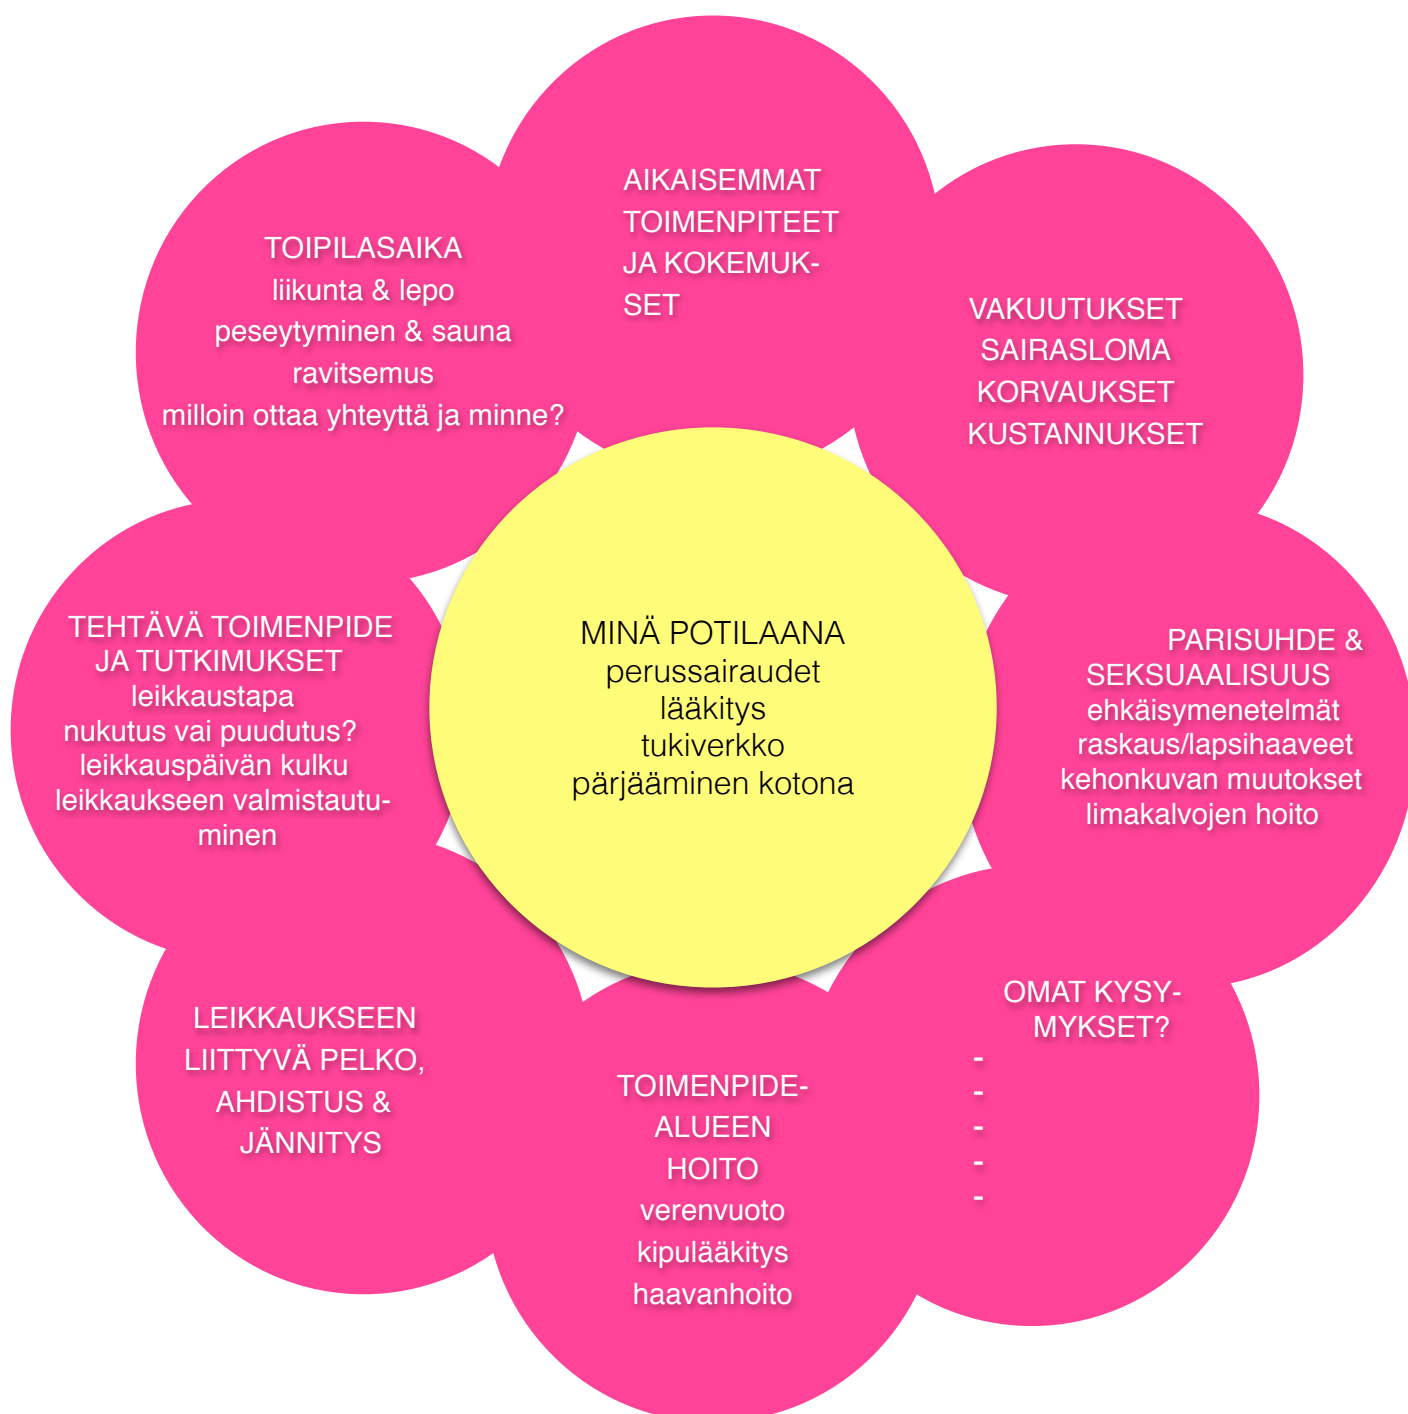 AIKAISEMMAT
TOIMENPITEET
JA KOKEMUK-
SET
VAKUUTUKSET
SAIRASLOMA
KORVAUKSET
KUSTANNUKSET
PARISUHDE &
SEKSUAALISUUS
ehkäisymenetelmät
raskaus/lapsihaaveet
kehonkuvan muutokset
limakalvojen hoito
OMAT KYSY-
MYKSET?
-
-
-
-
-
TOIMENPIDE-
ALUEEN
HOITO
verenvuoto
kipulääkitys
haavanhoito
LEIKKAUKSEEN
LIITTYVÄ PELKO,
AHDISTUS &
JÄNNITYS
TEHTÄVÄ TOIMENPIDE
JA TUTKIMUKSET
leikkaustapa
nukutus vai puudutus?
leikkauspäivän kulku
leikkaukseen valmistautu-
minen
TOIPILASAIKA
liikunta & lepo
peseytyminen & sauna
ravitsemus
milloin ottaa yhteyttä ja minne?
MINÄ POTILAANA
perussairaudet
lääkitys
tukiverkko
pärjääminen kotona